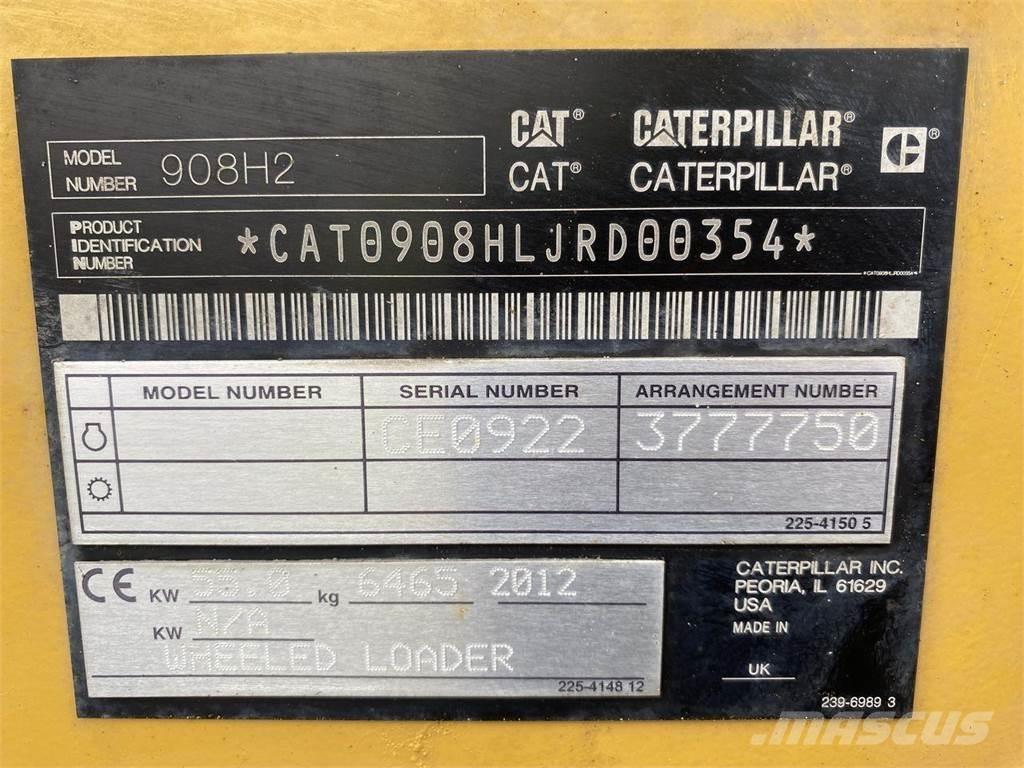 CAT® CATERPILLAR®
CAT® CATERPILLAR®
MODEL NUMBER 908H2
PRODUCT IDENTIFICATION NUMBER *CAT0908HLJRD00354*
*CAT0908HLJRD00354*
MODEL NUMBER SERIAL NUMBER ARRANGEMENT NUMBER
CE0922 3777750
225-4150 5
CE KW 55.0 kg 6465 2012
KW N/A
WHEELED LOADER
225-4148 12
CATERPILLAR INC.
PEORIA, IL 61629
USA
MADE IN
UK
239-6989 3
MASCUS